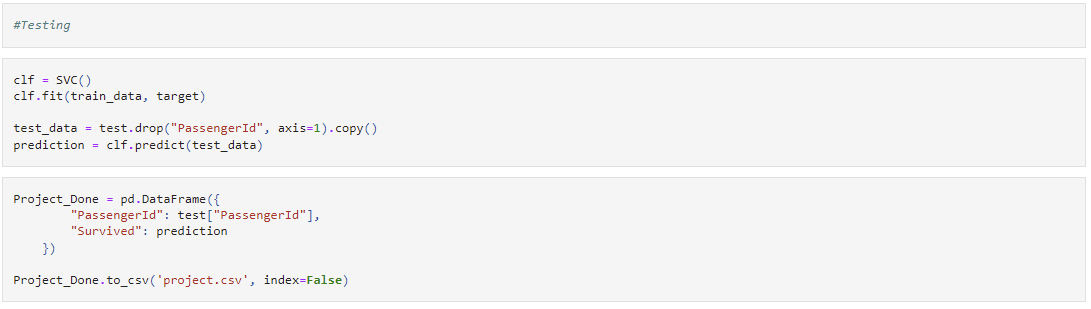 #Testing
clf = SVC()
clf.fit(train_data, target)
test_data = test.drop("PassengerId", axis=1).copy()
prediction = clf.predict(test_data)
Project_Done = pd.DataFrame({
        "PassengerId": test["PassengerId"],
        "Survived": prediction
    })
Project_Done.to_csv('project.csv', index=False)